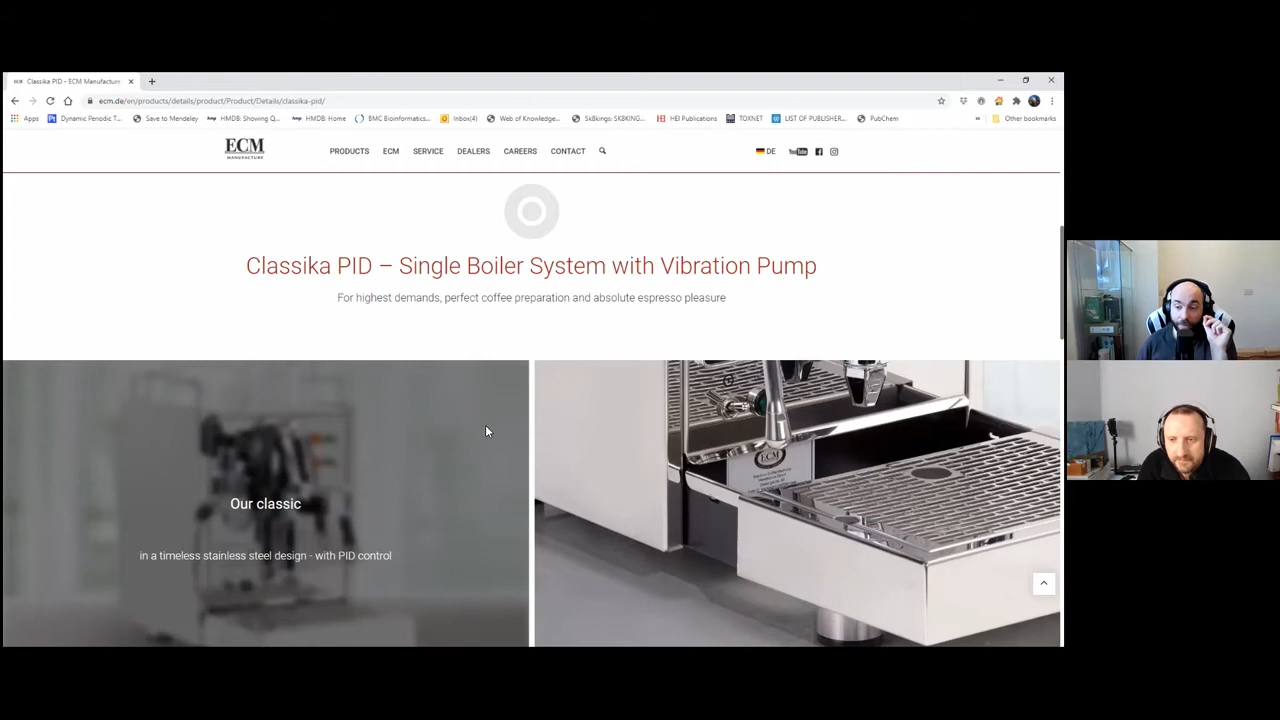 Classika PID - ECM Manufacture
ecm.de/en/products/details/product/Product/Details/classika-pid/
Apps
Dynamic Periodic T...
Save to Mendeley
HMDB: Showing Q...
HMDB: Home
BMC Bioinformatics...
Inbox(4)
Web of Knowledge...
Sk8kings: SK8KING...
HEI Publications
TOXNET
LIST OF PUBLISHER...
PubChem
»
Other bookmarks
ECM
MANUFACTURE
PRODUCTS
ECM
SERVICE
DEALERS
CAREERS
CONTACT
DE
YouTube
Classika PID – Single Boiler System with Vibration Pump
For highest demands, perfect coffee preparation and absolute espresso pleasure
Our classic
in a timeless stainless steel design - with PID control
ECM